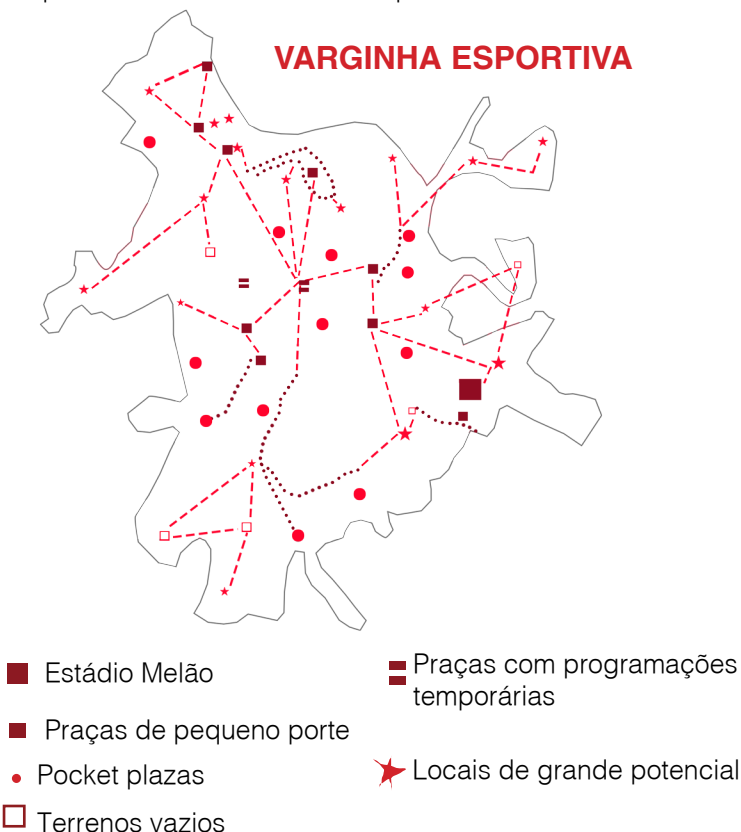 VARGINHA ESPORTIVA
Estádio Melão
Praças de pequeno porte
Pocket plazas
Terrenos vazios
Praças com programações
temporárias
Locais de grande potencial